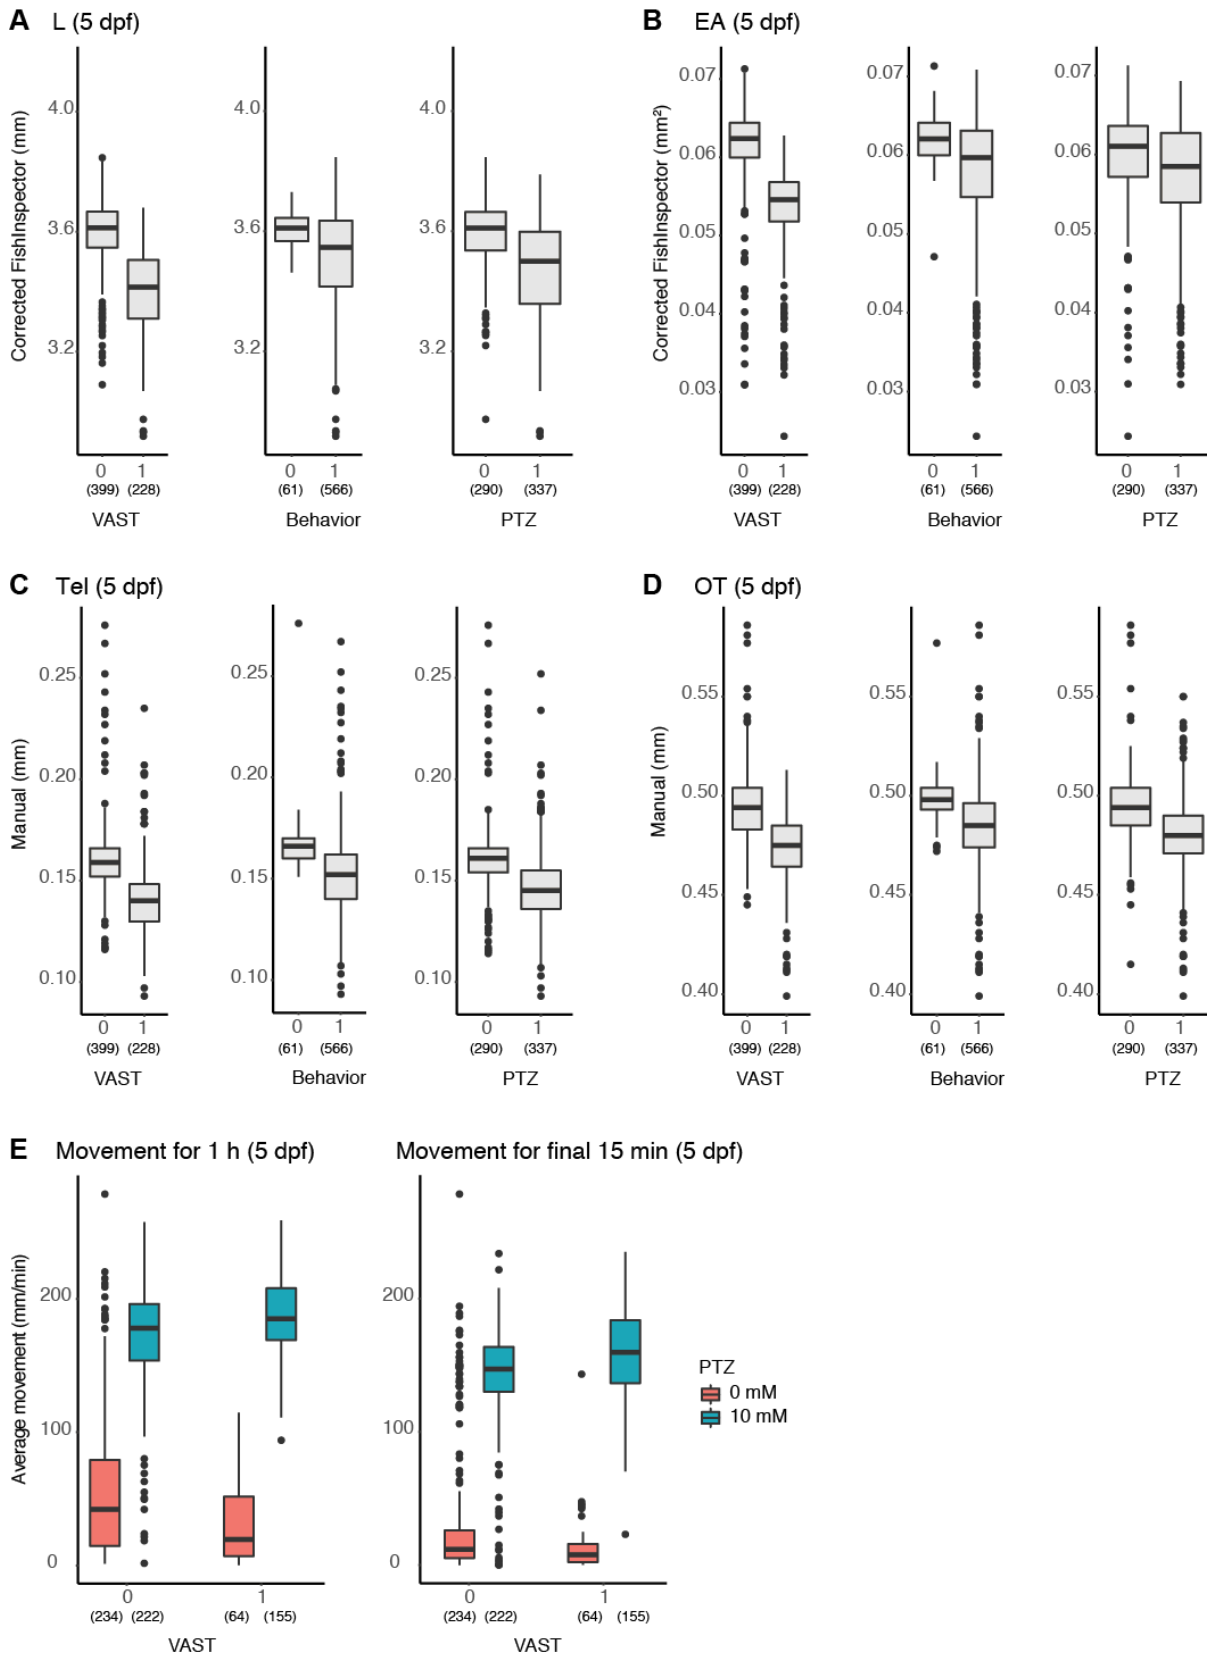 A L (5 dpf)
B EA (5 dpf)
Corrected FishInspector (mm)
4.0
3.6
3.2
0 1
(399) (228)
VAST
4.0
3.6
3.2
0 1
(61) (566)
Behavior
4.0
3.6
3.2
0 1
(290) (337)
PTZ
Corrected FishInspector (mm²)
0.07
0.06
0.05
0.04
0.03
0 1
(399) (228)
VAST
0.07
0.06
0.05
0.04
0.03
0 1
(61) (566)
Behavior
0.07
0.06
0.05
0.04
0.03
0 1
(290) (337)
PTZ
C Tel (5 dpf)
D OT (5 dpf)
Manual (mm)
0.25
0.20
0.15
0.10
0 1
(399) (228)
VAST
0.25
0.20
0.15
0.10
0 1
(61) (566)
Behavior
0.25
0.20
0.15
0.10
0 1
(290) (337)
PTZ
Manual (mm)
0.55
0.50
0.45
0.40
0 1
(399) (228)
VAST
0.55
0.50
0.45
0.40
0 1
(61) (566)
Behavior
0.55
0.50
0.45
0.40
0 1
(290) (337)
PTZ
E Movement for 1 h (5 dpf)
Movement for final 15 min (5 dpf)
Average movement (mm/min)
200
100
0
0 1
(234) (222) (64) (155)
VAST
200
100
0
0 1
(234) (222) (64) (155)
VAST
PTZ
0 mM
10 mM